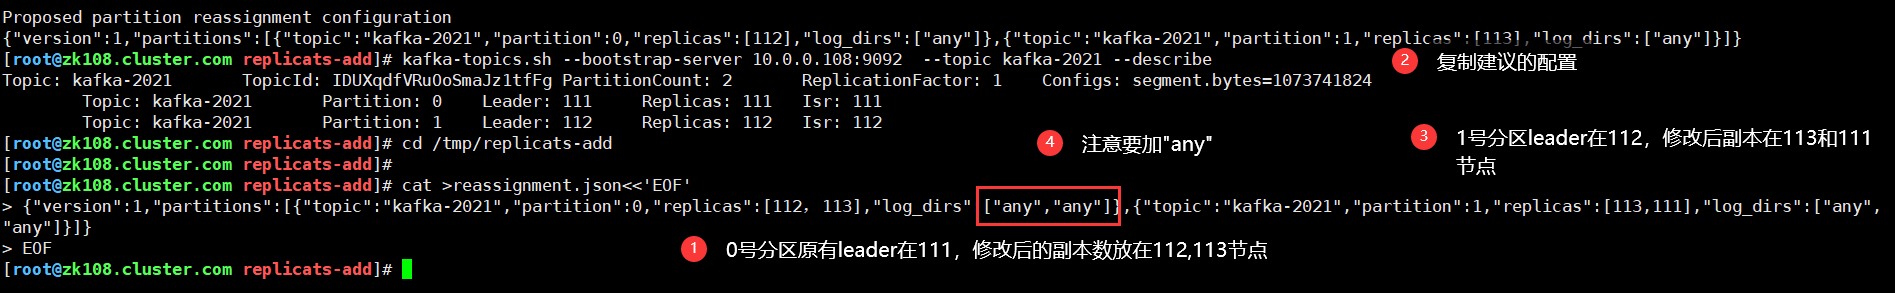 Proposed partition reassignment configuration
{"version":1,"partitions":[{"topic":"kafka-2021","partition":0,"replicas":[112],"log_dirs":["any"]},{"topic":"kafka-2021","partition":1,"replicas":[113],"log_dirs":["any"]}]}
[root@zk108.cluster.com replicats-add]# kafka-topics.sh --bootstrap-server 10.0.0.108:9092  --topic kafka-2021 --describe
2 复制建议的配置
Topic: kafka-2021       TopicId: IDUXqdfVRuOoSmaJz1tfFg PartitionCount: 2       ReplicationFactor: 1    Configs: segment.bytes=1073741824
        Topic: kafka-2021       Partition: 0    Leader: 111     Replicas: 111   Isr: 111
        Topic: kafka-2021       Partition: 1    Leader: 112     Replicas: 112   Isr: 112
[root@zk108.cluster.com replicats-add]# cd /tmp/replicats-add
4 注意要加"any"
3 1号分区leader在112，修改后副本在113和111
节点
[root@zk108.cluster.com replicats-add]#
[root@zk108.cluster.com replicats-add]# cat >reassignment.json<<'EOF'
> {"version":1,"partitions":[{"topic":"kafka-2021","partition":0,"replicas":[112，113],"log_dirs":["any","any"]},{"topic":"kafka-2021","partition":1,"replicas":[113,111],"log_dirs":["any",
"any"]}]}
> EOF
1 0号分区原有leader在111，修改后的副本数放在112,113节点
[root@zk108.cluster.com replicats-add]#